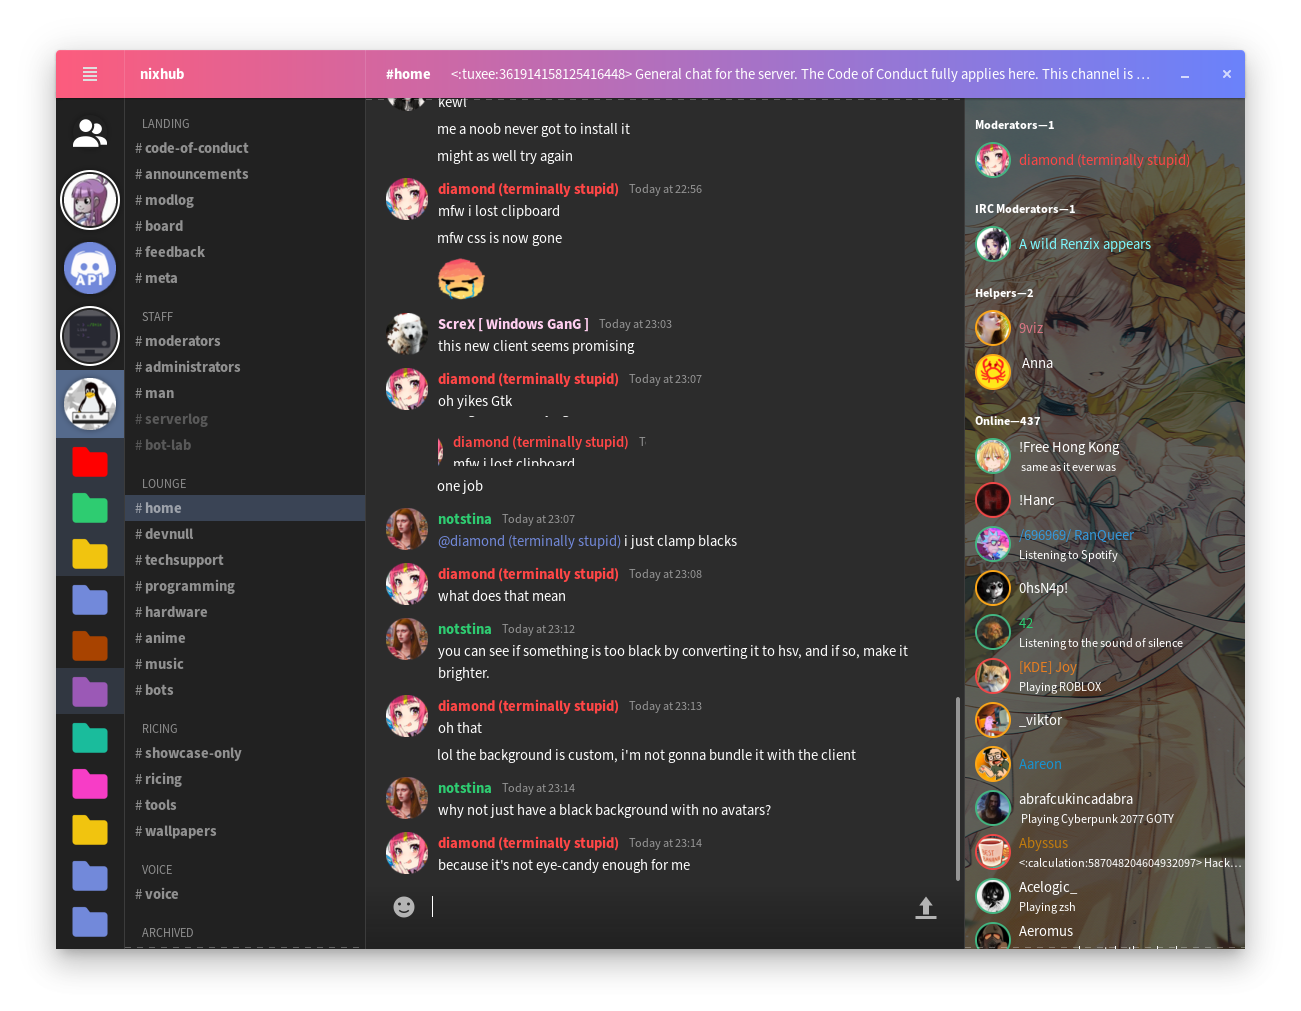 nixhub
#home <:tuxee:361914158125416448> General chat for the server. The Code of Conduct fully applies here. This channel is …
API
LANDING
# code-of-conduct
# announcements
# modlog
# board
# feedback
# meta
STAFF
# moderators
# administrators
# man
# serverlog
# bot-lab
LOUNGE
# home
# devnull
# techsupport
# programming
# hardware
# anime
# music
# bots
RICING
# showcase-only
# ricing
# tools
# wallpapers
VOICE
# voice
ARCHIVED
kewl
me a noob never got to install it
might as well try again
diamond (terminally stupid) Today at 22:56
mfw i lost clipboard
mfw css is now gone
ScreX [ Windows GanG ] Today at 23:03
this new client seems promising
diamond (terminally stupid) Today at 23:07
oh yikes Gtk
diamond (terminally stupid)
mfw i lost clipboard
one job
notstina Today at 23:07
@diamond (terminally stupid) i just clamp blacks
diamond (terminally stupid) Today at 23:08
what does that mean
notstina Today at 23:12
you can see if something is too black by converting it to hsv, and if so, make it
brighter.
diamond (terminally stupid) Today at 23:13
oh that
lol the background is custom, i'm not gonna bundle it with the client
notstina Today at 23:14
why not just have a black background with no avatars?
diamond (terminally stupid) Today at 23:14
because it's not eye-candy enough for me
Moderators—1
diamond (terminally stupid)
IRC Moderators—1
A wild Renzix appears
Helpers—2
9viz
Anna
Online—437
!Free Hong Kong
same as it ever was
!Hanc
/696969/ RanQueer
Listening to Spotify
0hsN4p!
42
Listening to the sound of silence
[KDE] Joy
Playing ROBLOX
_viktor
Aareon
abrafcukincadabra
Playing Cyberpunk 2077 GOTY
Abyssus
<:calculation:587048204604932097> Hack…
Acelogic_
Playing zsh
Aeromus